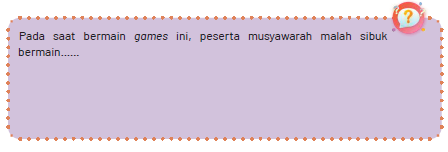 Pada saat bermain games ini, peserta musyawarah malah sibuk
bermain......